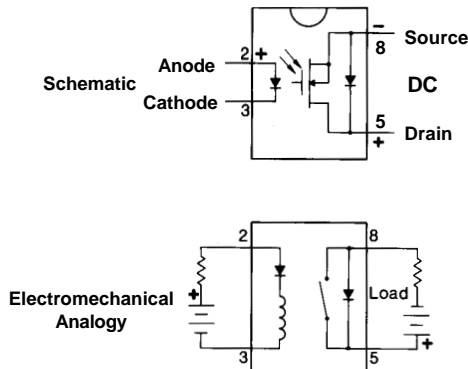 −
2 +
8
Source
Anode
Schematic
DC
Cathode
3
5
Drain
+
2
8
Electromechanical
Analogy
+
Load
+
3
5